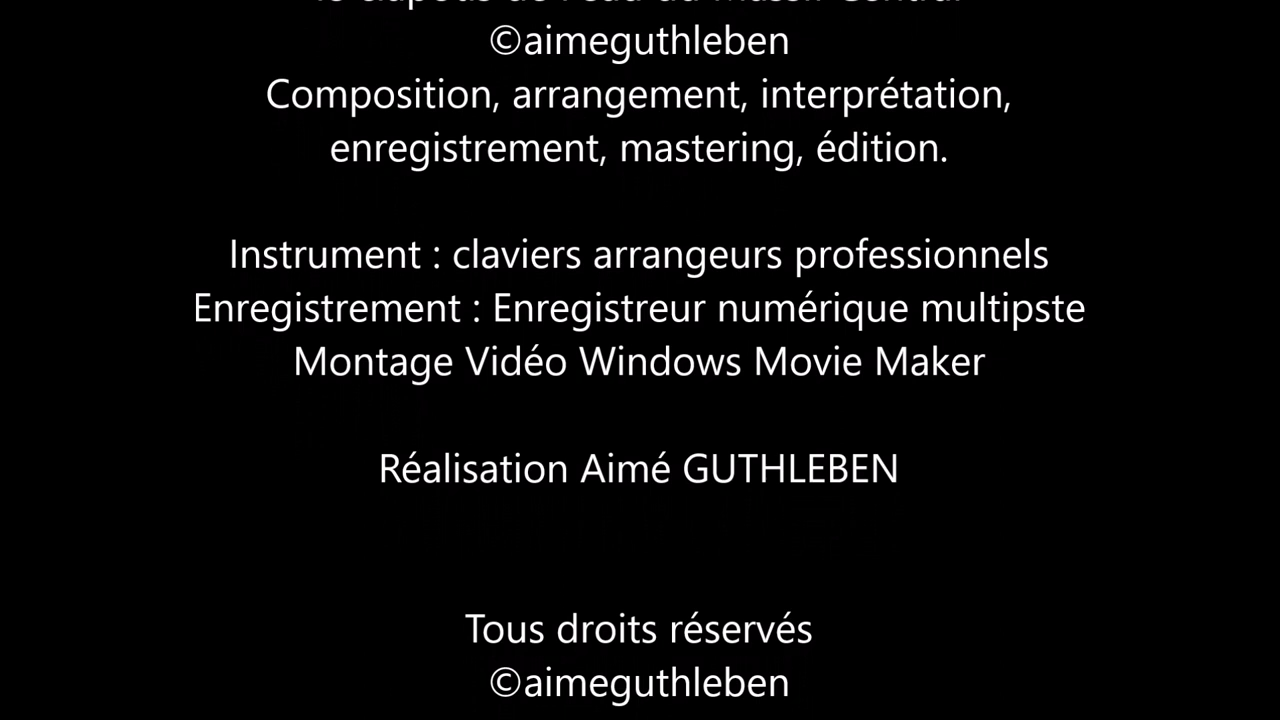 ©aimeguthleben
Composition, arrangement, interprétation,
enregistrement, mastering, édition.
Instrument : claviers arrangeurs professionnels
Enregistrement : Enregistreur numérique multipste
Montage Vidéo Windows Movie Maker
Réalisation Aimé GUTHLEBEN
Tous droits réservés
©aimeguthleben